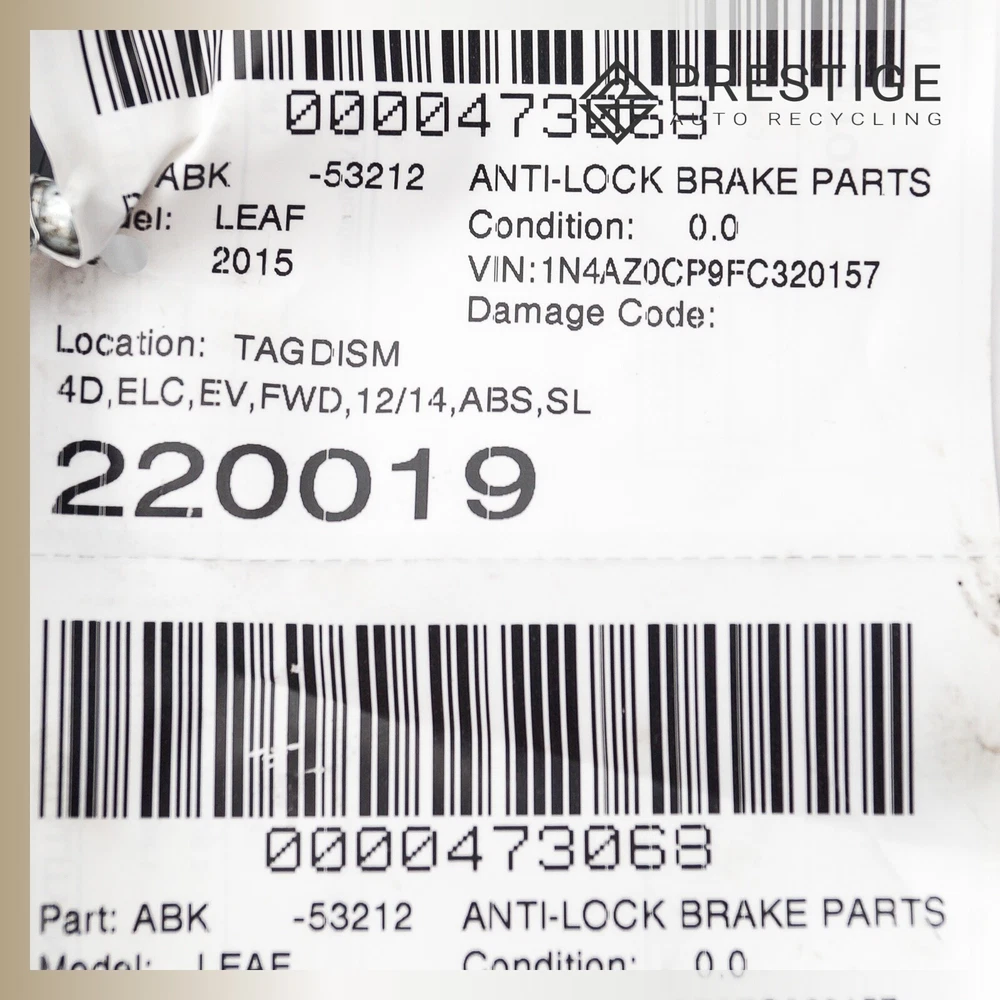 PRESTIGE
AUTO RECYCLING
0000473068
ABK -53212 ANTI-LOCK BRAKE PARTS
LEAF Condition: 0.0
2015 VIN:1N4AZ0CP9FC320157
Damage Code:
Location: TAGDISM
4D,ELC,EV,FWD,12/14,ABS,SL
220019
0000473068
Part: ABK -53212 ANTI-LOCK BRAKE PARTS
Model: LEAF Condition: 0.0